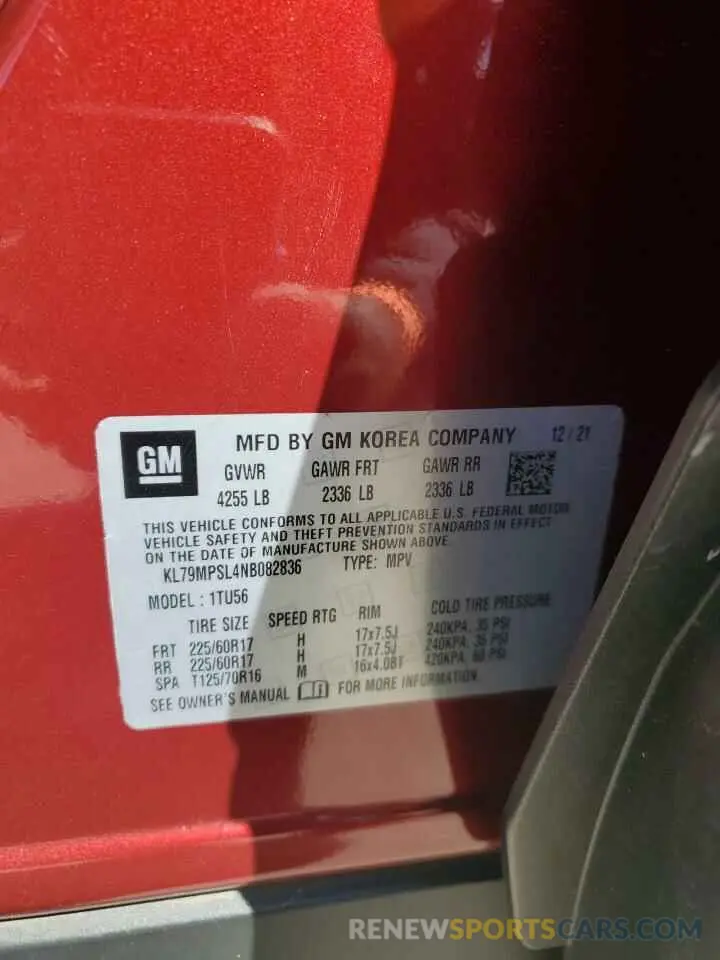 GM
MFD BY GM KOREA COMPANY 12/21
GVWR GAWR FRT GAWR RR
4255 LB 2336 LB 2336 LB
THIS VEHICLE CONFORMS TO ALL APPLICABLE U.S. FEDERAL MOTOR
VEHICLE SAFETY AND THEFT PREVENTION STANDARDS IN EFFECT
ON THE DATE OF MANUFACTURE SHOWN ABOVE.
KL79MPSL4NB082836 TYPE: MPV
MODEL : 1TU56
TIRE SIZE SPEED RTG RIM COLD TIRE PRESSURE
FRT 225/60R17 H 17x7.5J 240KPA, 35 PSI
RR 225/60R17 H 17x7.5J 240KPA, 35 PSI
SPA T125/70R16 M 16x4.0BT 420KPA, 60 PSI
SEE OWNER'S MANUAL FOR MORE INFORMATION
RENEWSPORTSCARS.COM